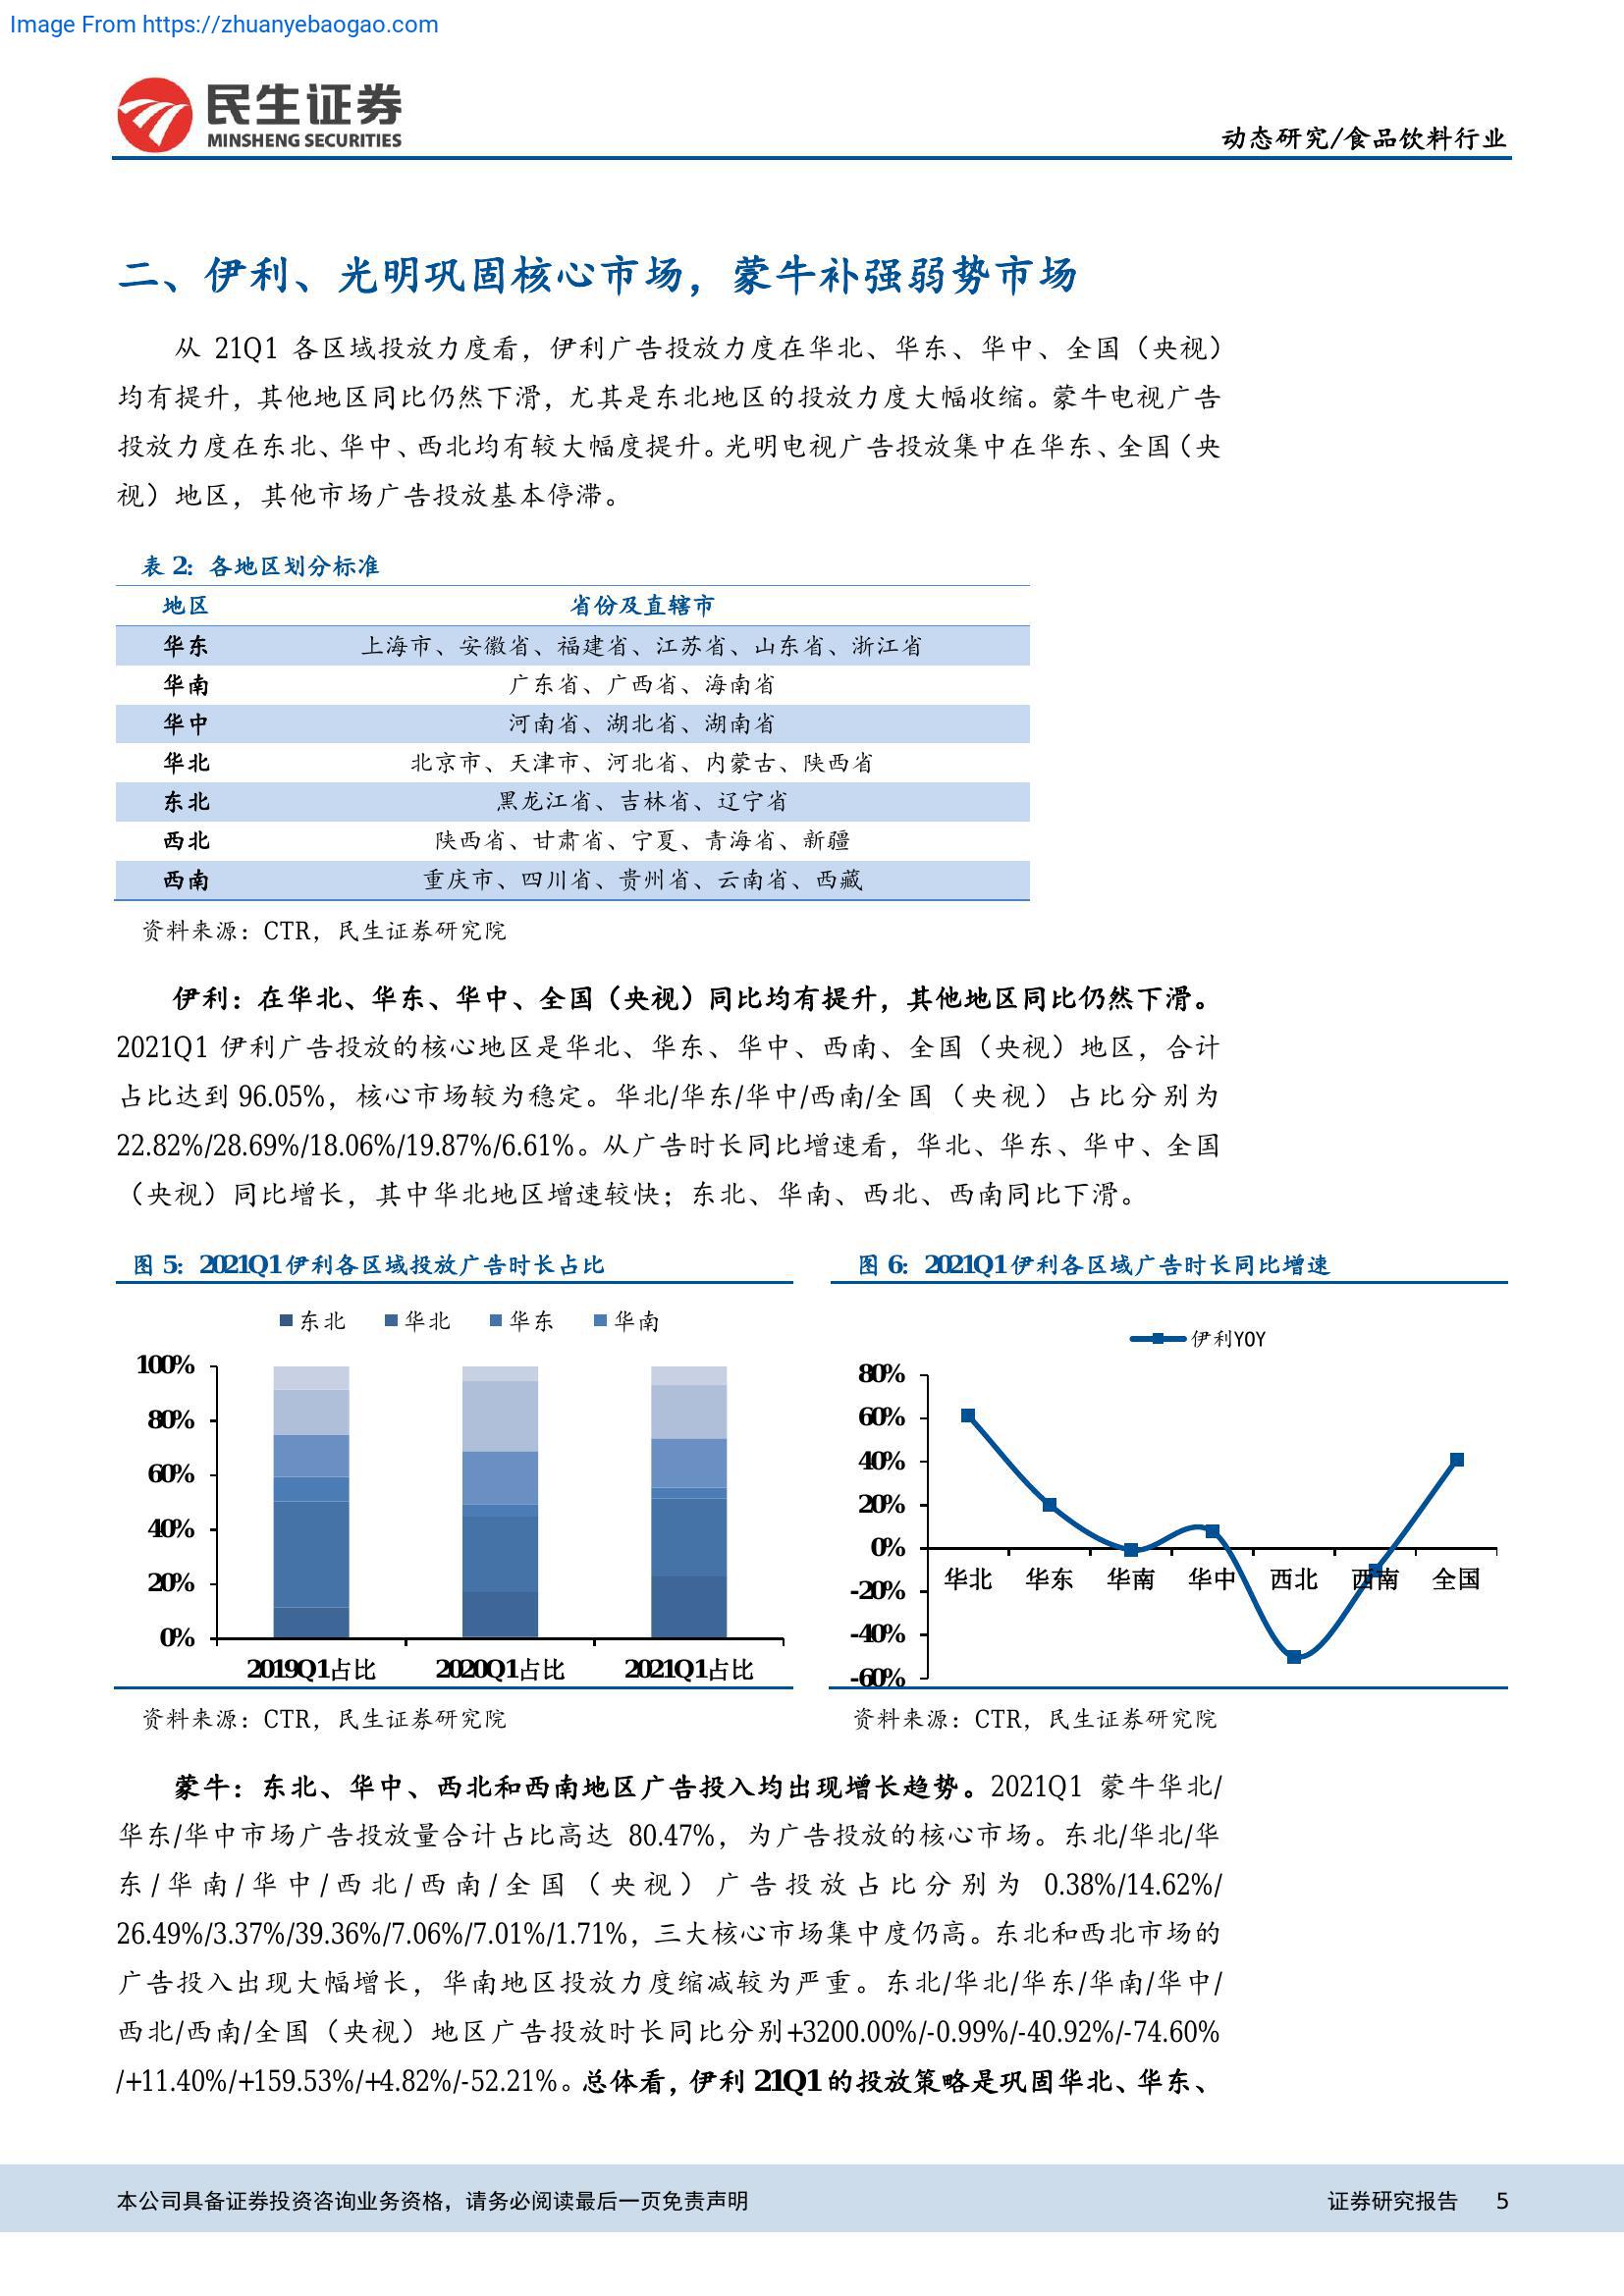 Image From https://zhuanyebaogao.com
民生证券
MINSHENG SECURITIES
动态研究/食品饮料行业
二、伊利、光明巩固核心市场，蒙牛补强弱势市场
从 21Q1 各区域投放力度看，伊利广告投放力度在华北、华东、华中、全国（央视）
均有提升，其他地区同比仍然下滑，尤其是东北地区的投放力度大幅收缩。蒙牛电视广告
投放力度在东北、华中、西北均有较大幅度提升。光明电视广告投放集中在华东、全国（央
视）地区，其他市场广告投放基本停滞。
表 2：各地区划分标准
地区 省份及直辖市
华东 上海市、安徽省、福建省、江苏省、山东省、浙江省
华南 广东省、广西省、海南省
华中 河南省、湖北省、湖南省
华北 北京市、天津市、河北省、内蒙古、陕西省
东北 黑龙江省、吉林省、辽宁省
西北 陕西省、甘肃省、宁夏、青海省、新疆
西南 重庆市、四川省、贵州省、云南省、西藏
资料来源：CTR，民生证券研究院
伊利：在华北、华东、华中、全国（央视）同比均有提升，其他地区同比仍然下滑。
2021Q1 伊利广告投放的核心地区是华北、华东、华中、西南、全国（央视）地区，合计
占比达到 96.05%，核心市场较为稳定。华北/华东/华中/西南/全国（央视）占比分别为
22.82%/28.69%/18.06%/19.87%/6.61%。从广告时长同比增速看，华北、华东、华中、全国
（央视）同比增长，其中华北地区增速较快；东北、华南、西北、西南同比下滑。
图 5：2021Q1伊利各区域投放广告时长占比
东北 华北 华东 华南
100%
80%
60%
40%
20%
0%
2019Q1占比 2020Q1占比 2021Q1占比
资料来源：CTR，民生证券研究院
图 6：2021Q1伊利各区域广告时长同比增速
伊利YOY
80%
60%
40%
20%
0%
-20%
-40%
-60%
华北 华东 华南 华中 西北 西南 全国
资料来源：CTR，民生证券研究院
蒙牛：东北、华中、西北和西南地区广告投入均出现增长趋势。2021Q1 蒙牛华北/
华东/华中市场广告投放量合计占比高达 80.47%，为广告投放的核心市场。东北/华北/华
东/华南/华中/西北/西南/全国（央视）广告投放占比分别为 0.38%/14.62%/
26.49%/3.37%/39.36%/7.06%/7.01%/1.71%，三大核心市场集中度仍高。东北和西北市场的
广告投入出现大幅增长，华南地区投放力度缩减较为严重。东北/华北/华东/华南/华中/
西北/西南/全国（央视）地区广告投放时长同比分别+3200.00%/-0.99%/-40.92%/-74.60%
/+11.40%/+159.53%/+4.82%/-52.21%。总体看，伊利 21Q1 的投放策略是巩固华北、华东、
本公司具备证券投资咨询业务资格，请务必阅读最后一页免责声明
证券研究报告 5